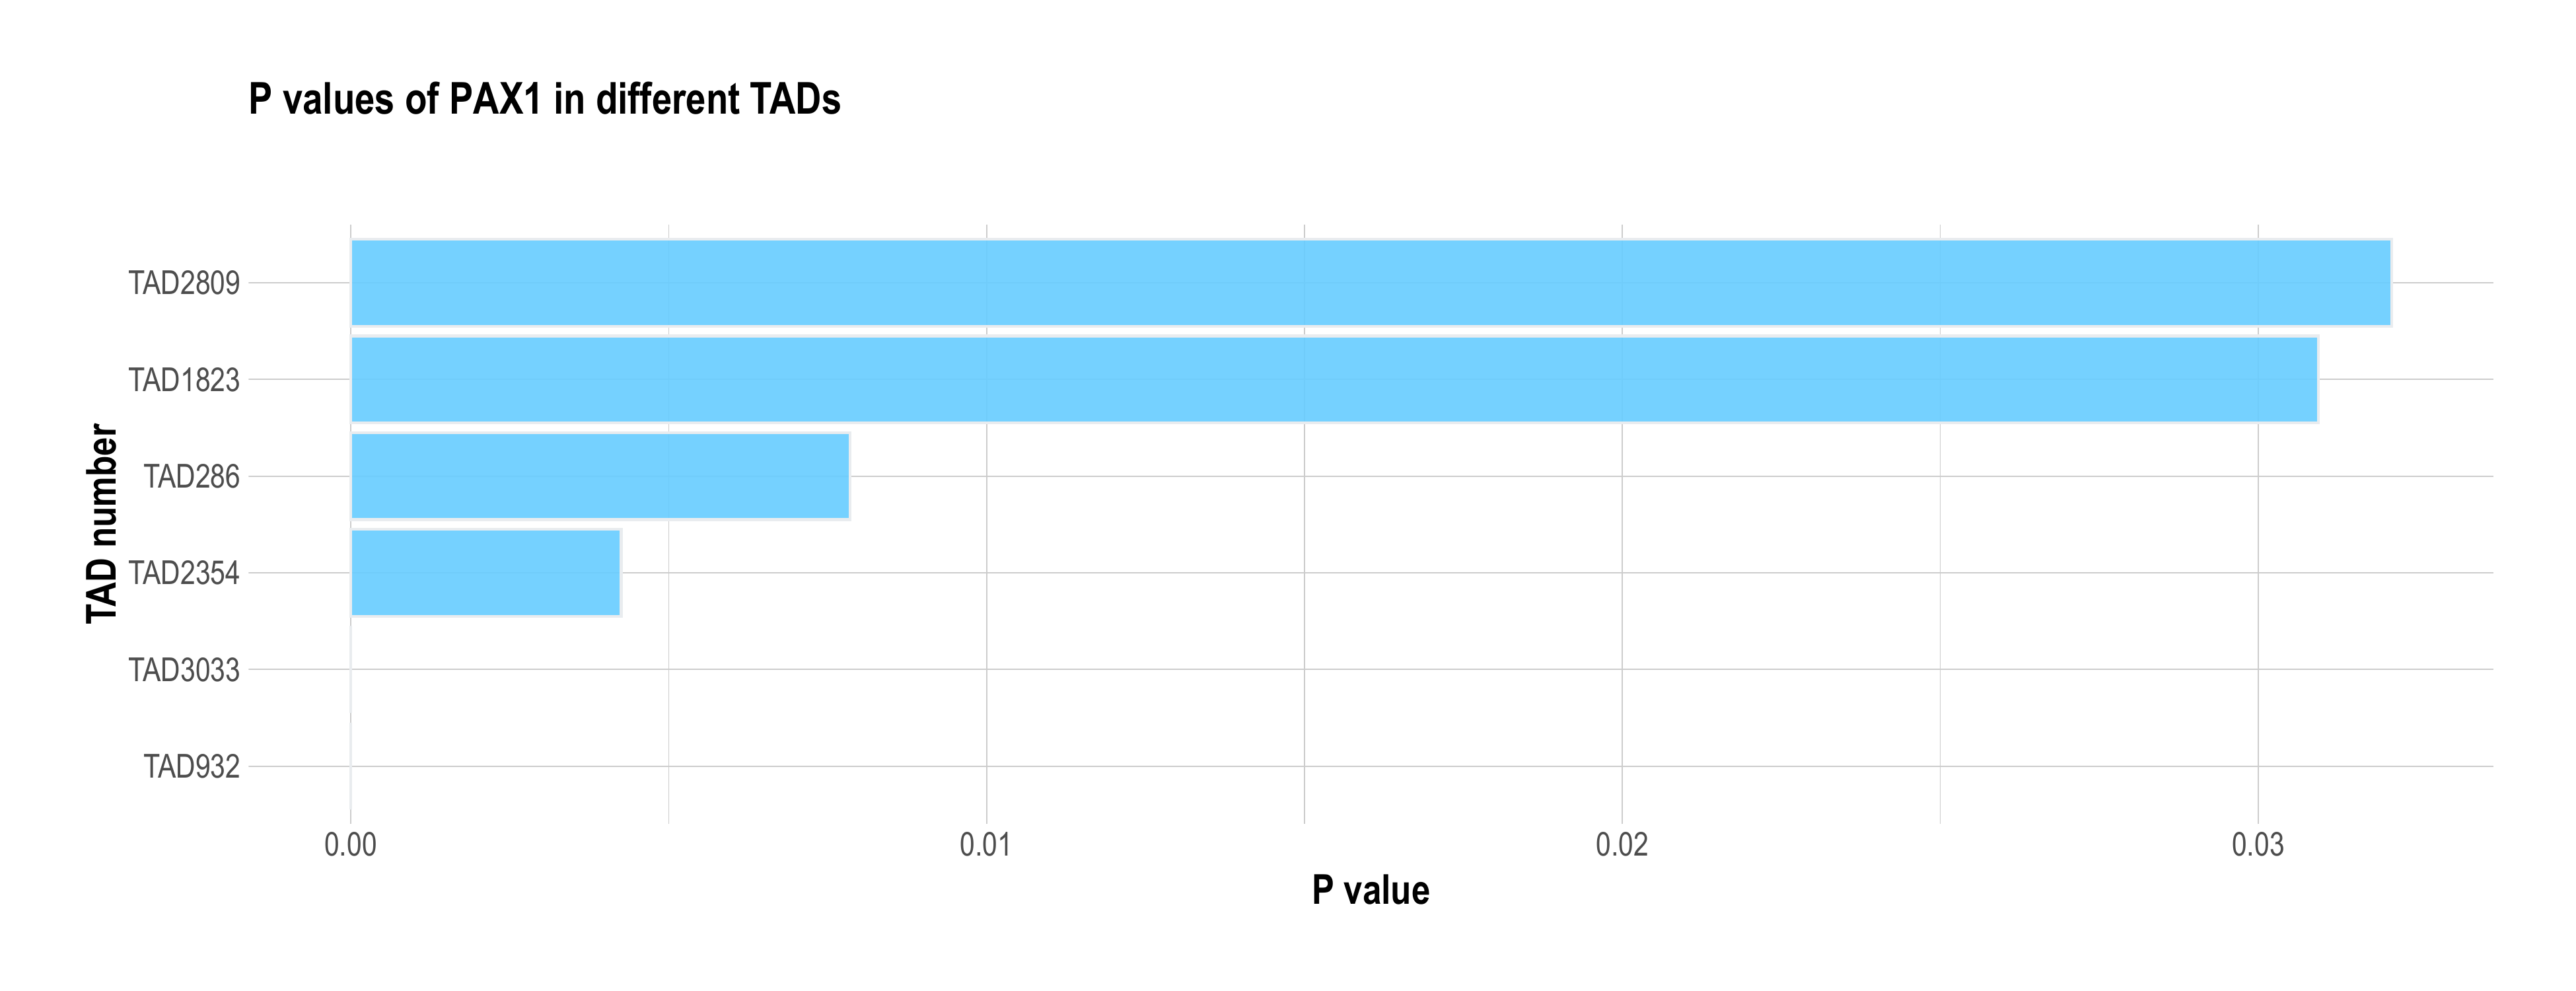 P values of PAX1 in different TADs
TAD number
TAD2809
TAD1823
TAD286
TAD2354
TAD3033
TAD932
0.00 0.01 0.02 0.03
P value